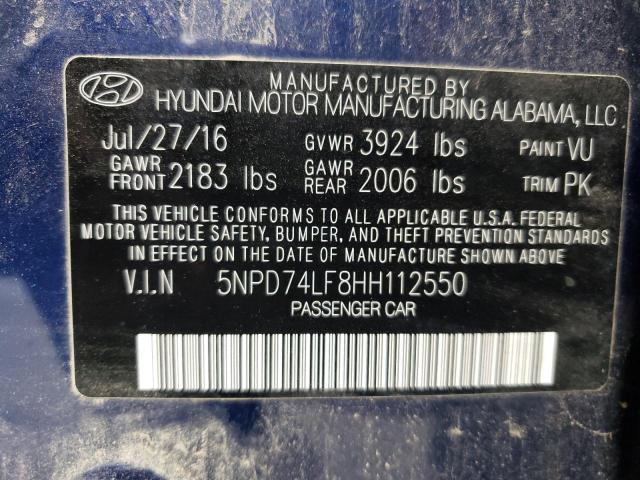 MANUFACTURED BY
HYUNDAI MOTOR MANUFACTURING ALABAMA, LLC
Jul/27/16 GVWR 3924 lbs PAINT VU
GAWR FRONT 2183 lbs GAWR REAR 2006 lbs TRIM PK
THIS VEHICLE CONFORMS TO ALL APPLICABLE U.S.A. FEDERAL
MOTOR VEHICLE SAFETY, BUMPER, AND THEFT PREVENTION STANDARDS
IN EFFECT ON THE DATE OF MANUFACTURE SHOWN ABOVE.
V.I.N 5NPD74LF8HH112550
PASSENGER CAR